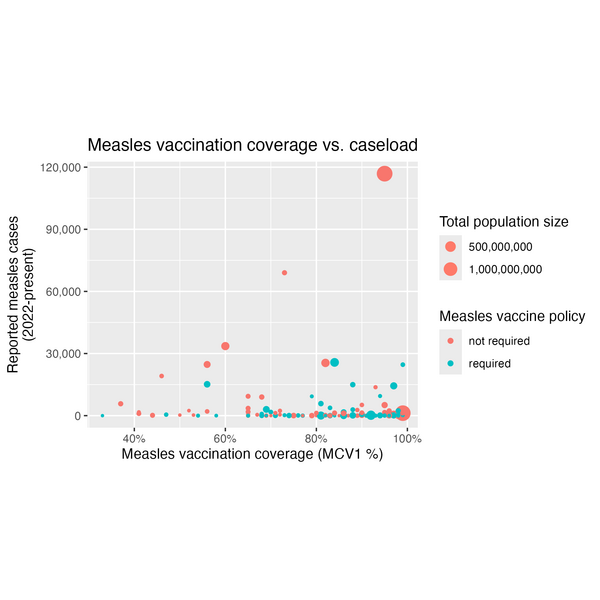 Measles vaccination coverage vs. caseload
120,000
90,000
60,000
30,000
0
Reported measles cases
(2022-present)
40%
60%
80%
100%
Measles vaccination coverage (MCV1 %)
Total population size
500,000,000
1,000,000,000
Measles vaccine policy
not required
required